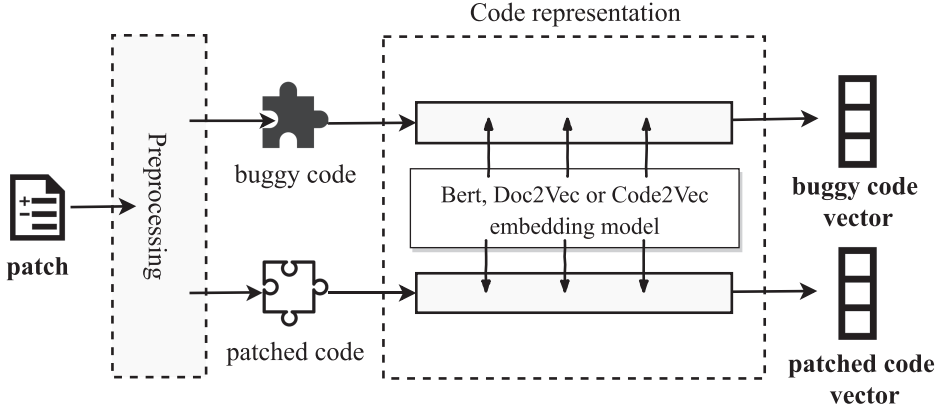 Code representation
Preprocessing
buggy code
Bert, Doc2Vec or Code2Vec
embedding model
buggy code
vector
+
−
patch
patched code
patched code
vector